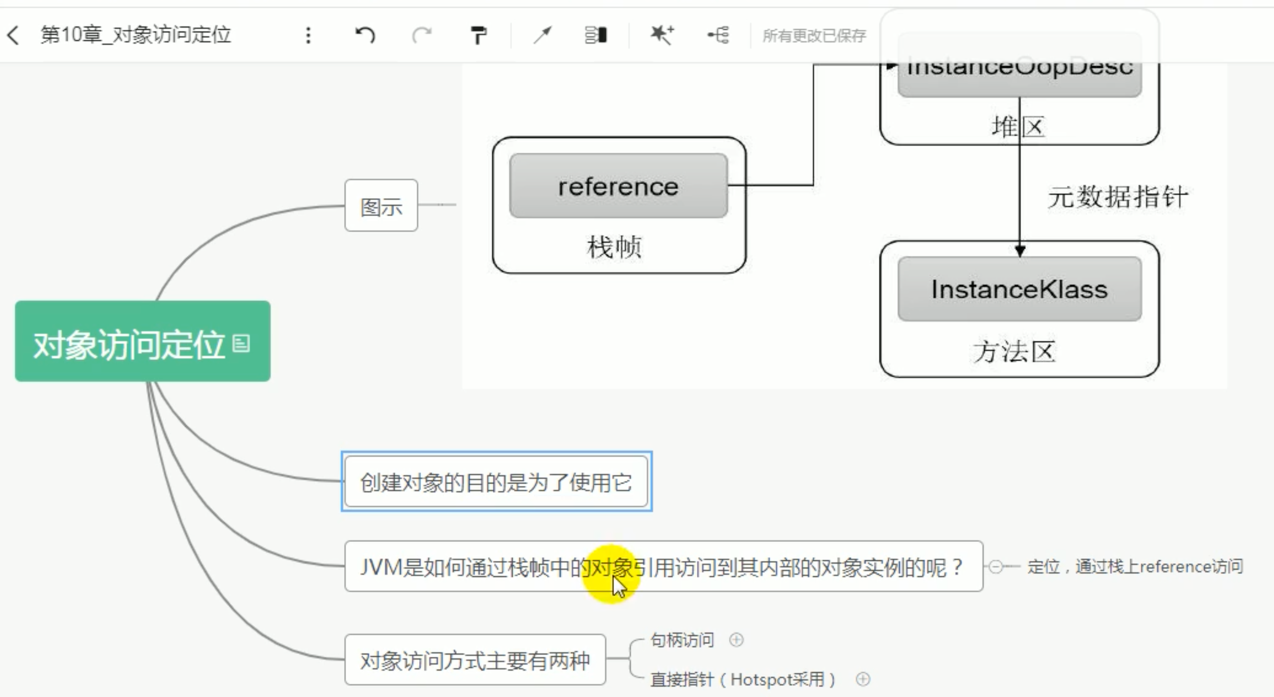 第10章_对象访问定位
所有更改已保存
InstanceOopDesc
堆区
reference
栈帧
元数据指针
InstanceKlass
方法区
图示
对象访问定位
创建对象的目的是为了使用它
JVM是如何通过栈帧中的对象引用访问到其内部的对象实例的呢？
定位，通过栈上reference访问
对象访问方式主要有两种
句柄访问
直接指针（Hotspot采用）